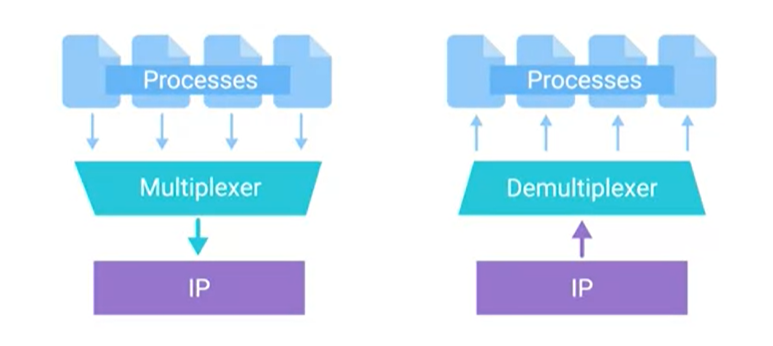 Processes
Multiplexer
IP
Processes
Demultiplexer
IP